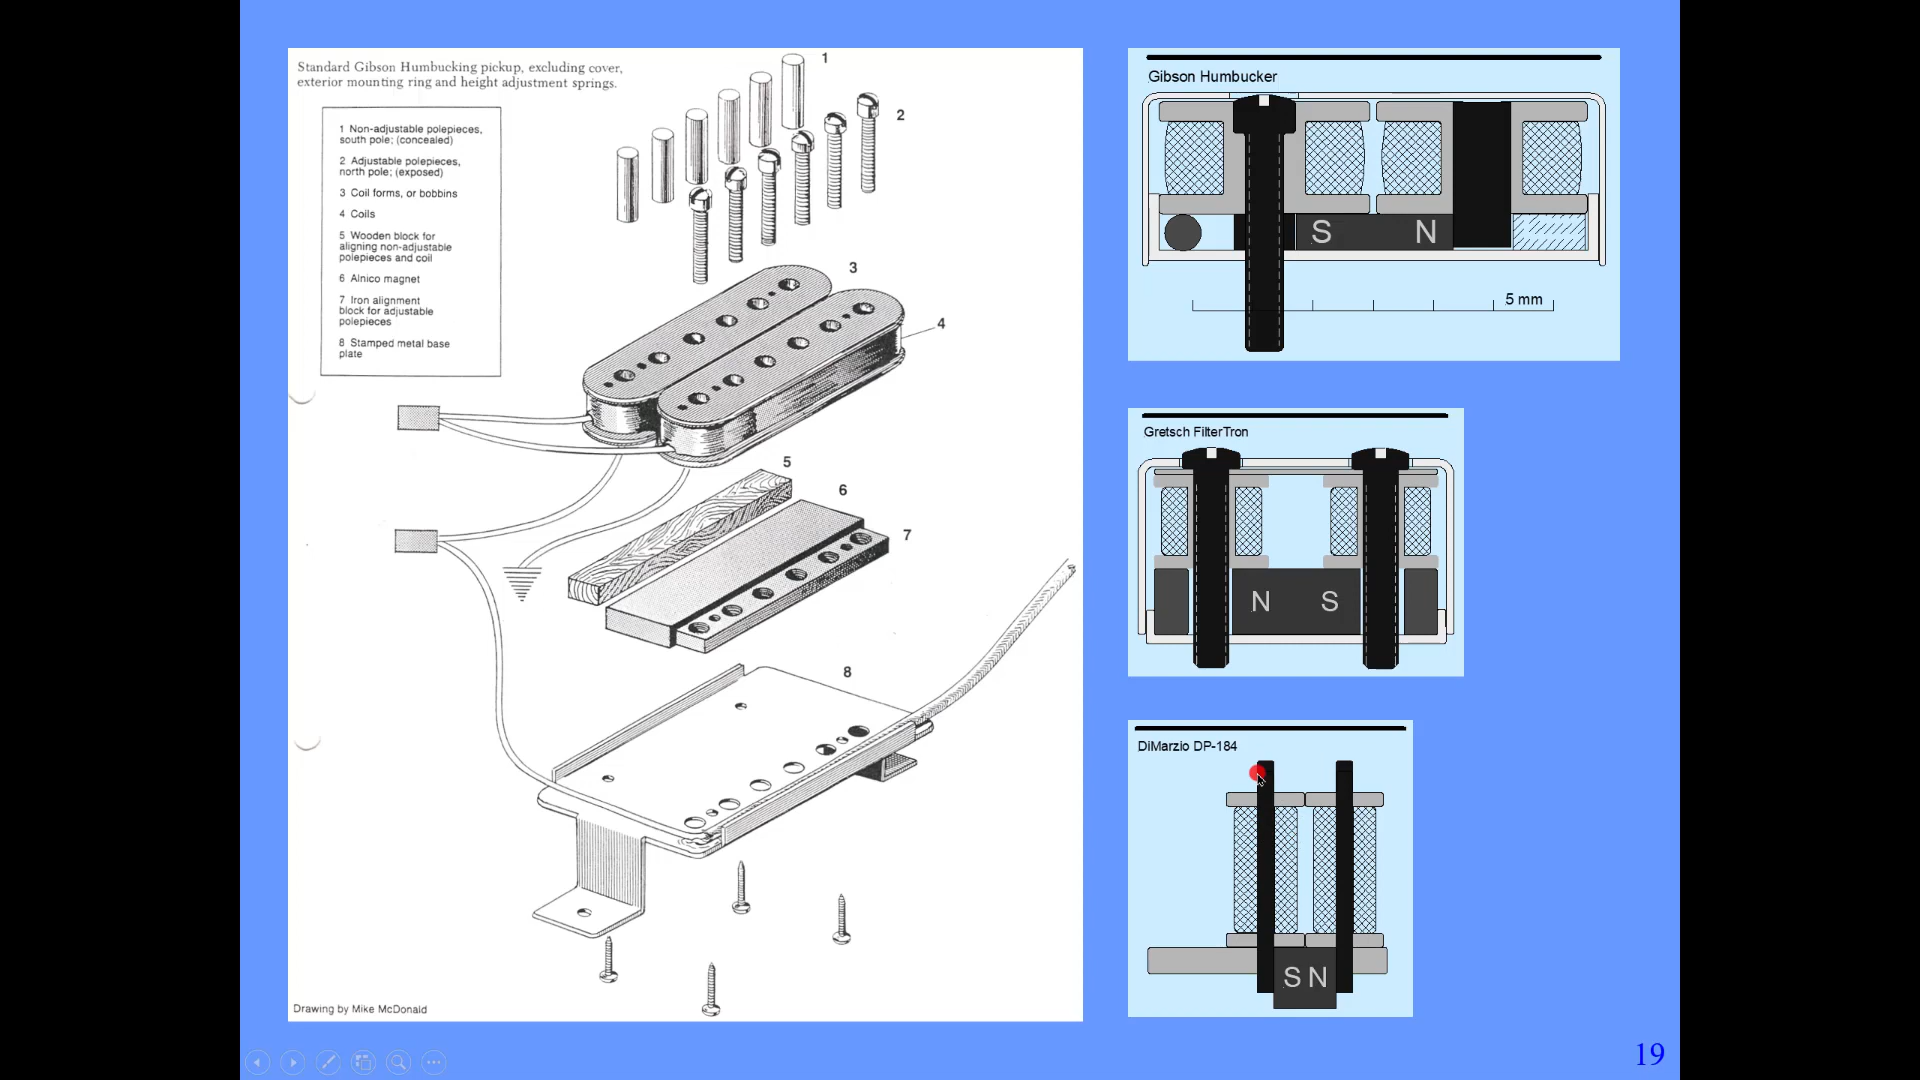 Standard Gibson Humbucking pickup, excluding cover,
exterior mounting ring and height adjustment springs.
1 Non-adjustable polepieces,
south pole; (concealed)
2 Adjustable polepieces,
north pole; (exposed)
3 Coil forms, or bobbins
4 Coils
5 Wooden block for
aligning non-adjustable
polepieces and coil
6 Alnico magnet
7 Iron alignment
block for adjustable
polepieces
8 Stamped metal base
plate
1
2
3
4
5
6
7
8
Drawing by Mike McDonald
Gibson Humbucker
S N
5 mm
Gretsch FilterTron
N S
DiMarzio DP-184
S N
19